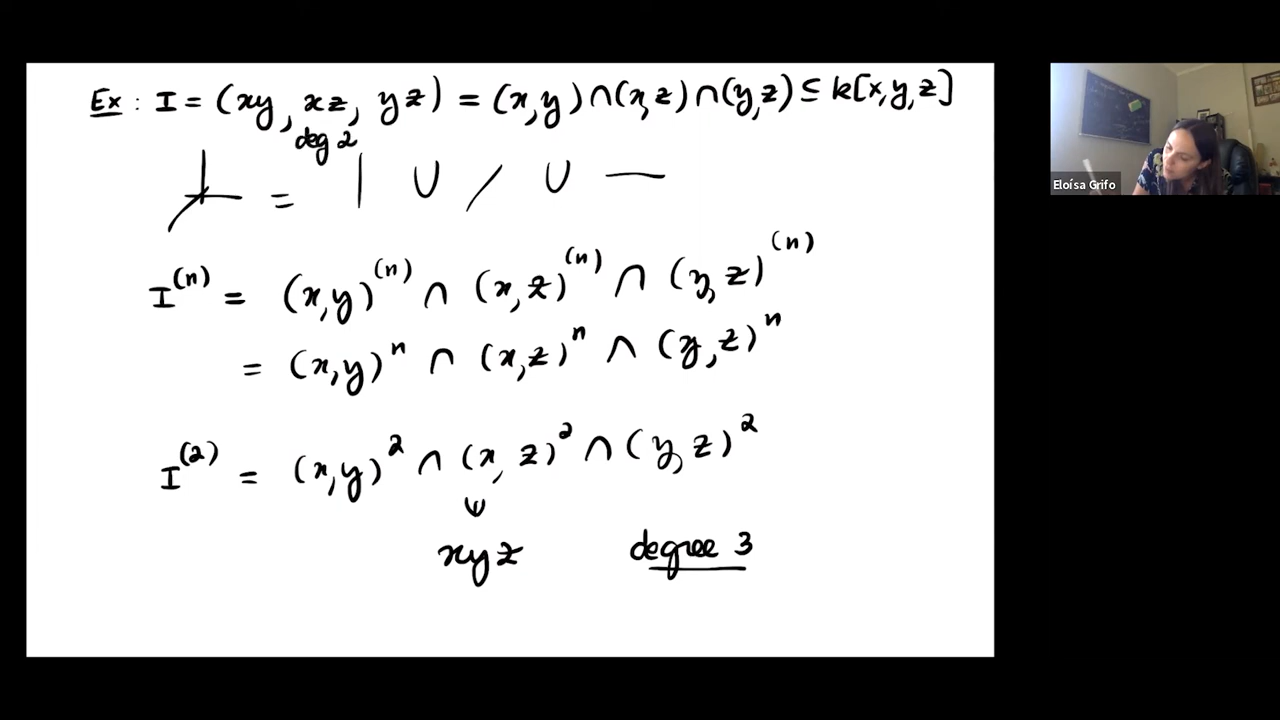 Ex : I = (xy, xz, yz) = (x,y) ∩ (x,z) ∩ (y,z) ⊆ k[x,y,z]
deg 2
= | ∪ / ∪ —
I^(n) = (x,y)^(n) ∩ (x,z)^(n) ∩ (y,z)^(n)
= (x,y)^n ∩ (x,z)^n ∩ (y,z)^n
I^(2) = (x,y)^2 ∩ (x,z)^2 ∩ (y,z)^2
∪
xyz degree 3
Eloísa Grifo